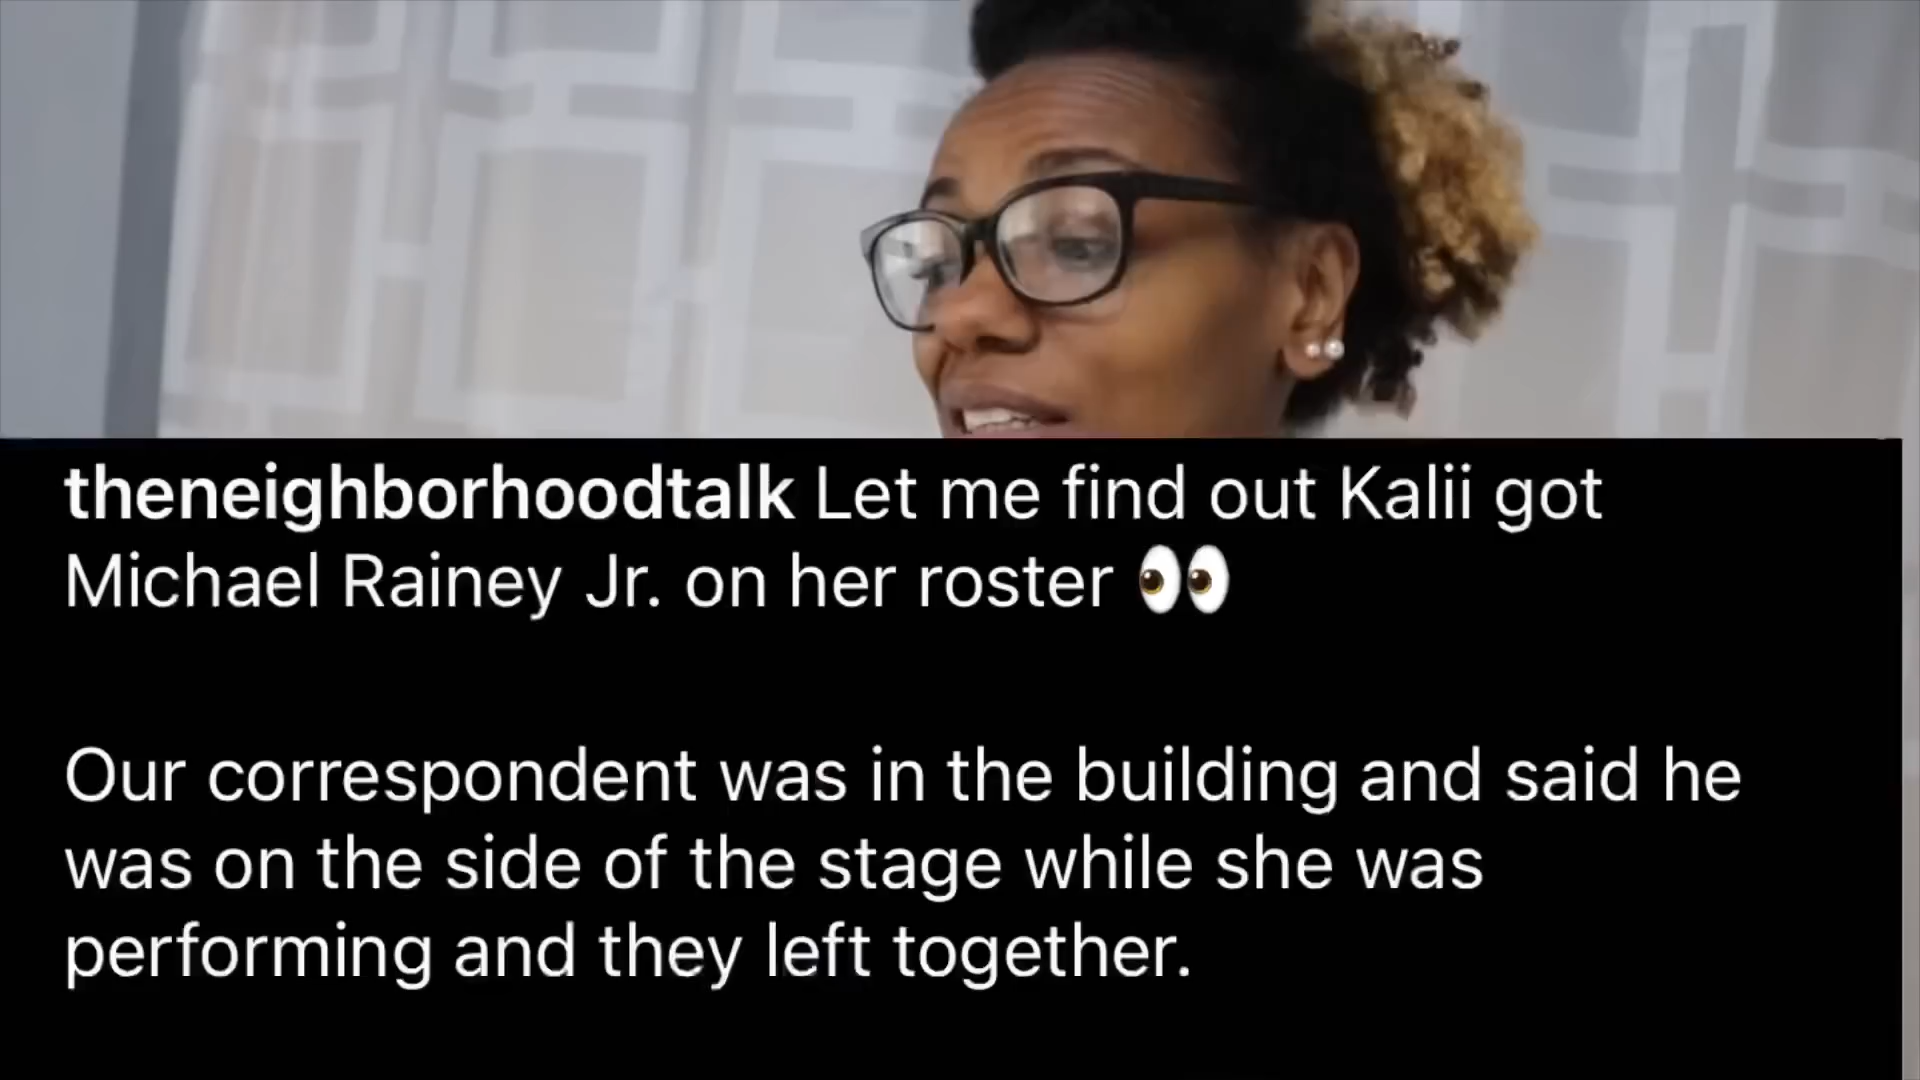 theneighborhoodtalk Let me find out Kalii got
Michael Rainey Jr. on her roster 👀
Our correspondent was in the building and said he
was on the side of the stage while she was
performing and they left together.